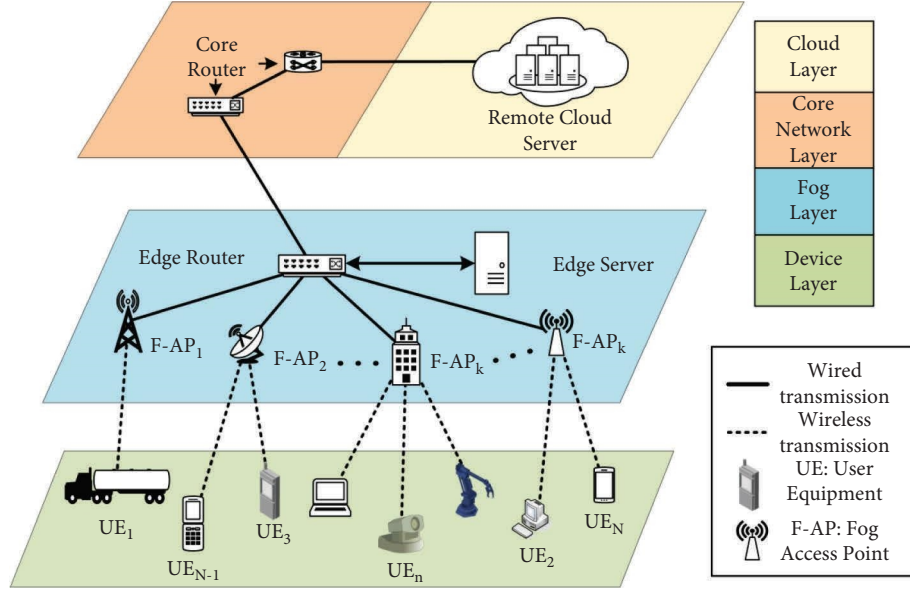 Core
Router
Remote Cloud
Server
Cloud
Layer
Core
Network
Layer
Fog
Layer
Device
Layer
Edge Router
Edge Server
F-AP₁
F-AP₂
F-APₖ
F-APₖ
UE₁
UE_N-1
UE₃
UEₙ
UE₂
UE_N
Wired
transmission
Wireless
transmission
UE: User
Equipment
F-AP: Fog
Access Point